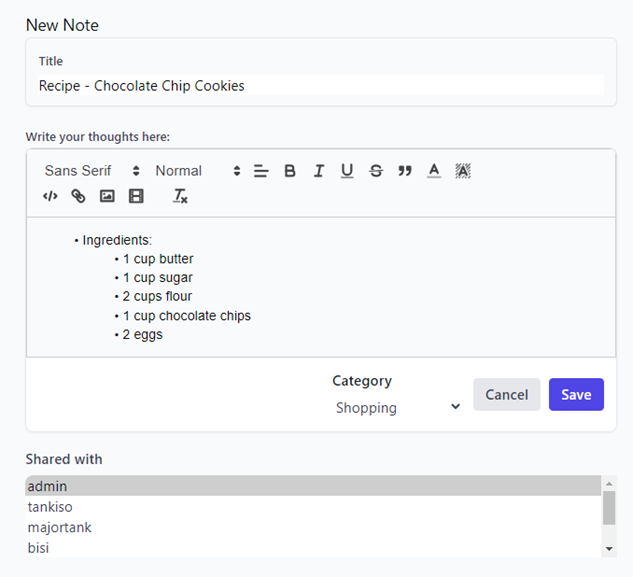 New Note
Title
Recipe - Chocolate Chip Cookies
Write your thoughts here:
Sans Serif Normal
• Ingredients:
• 1 cup butter
• 1 cup sugar
• 2 cups flour
• 1 cup chocolate chips
• 2 eggs
Category
Shopping
Cancel Save
Shared with
admin
tankiso
majortank
bisi